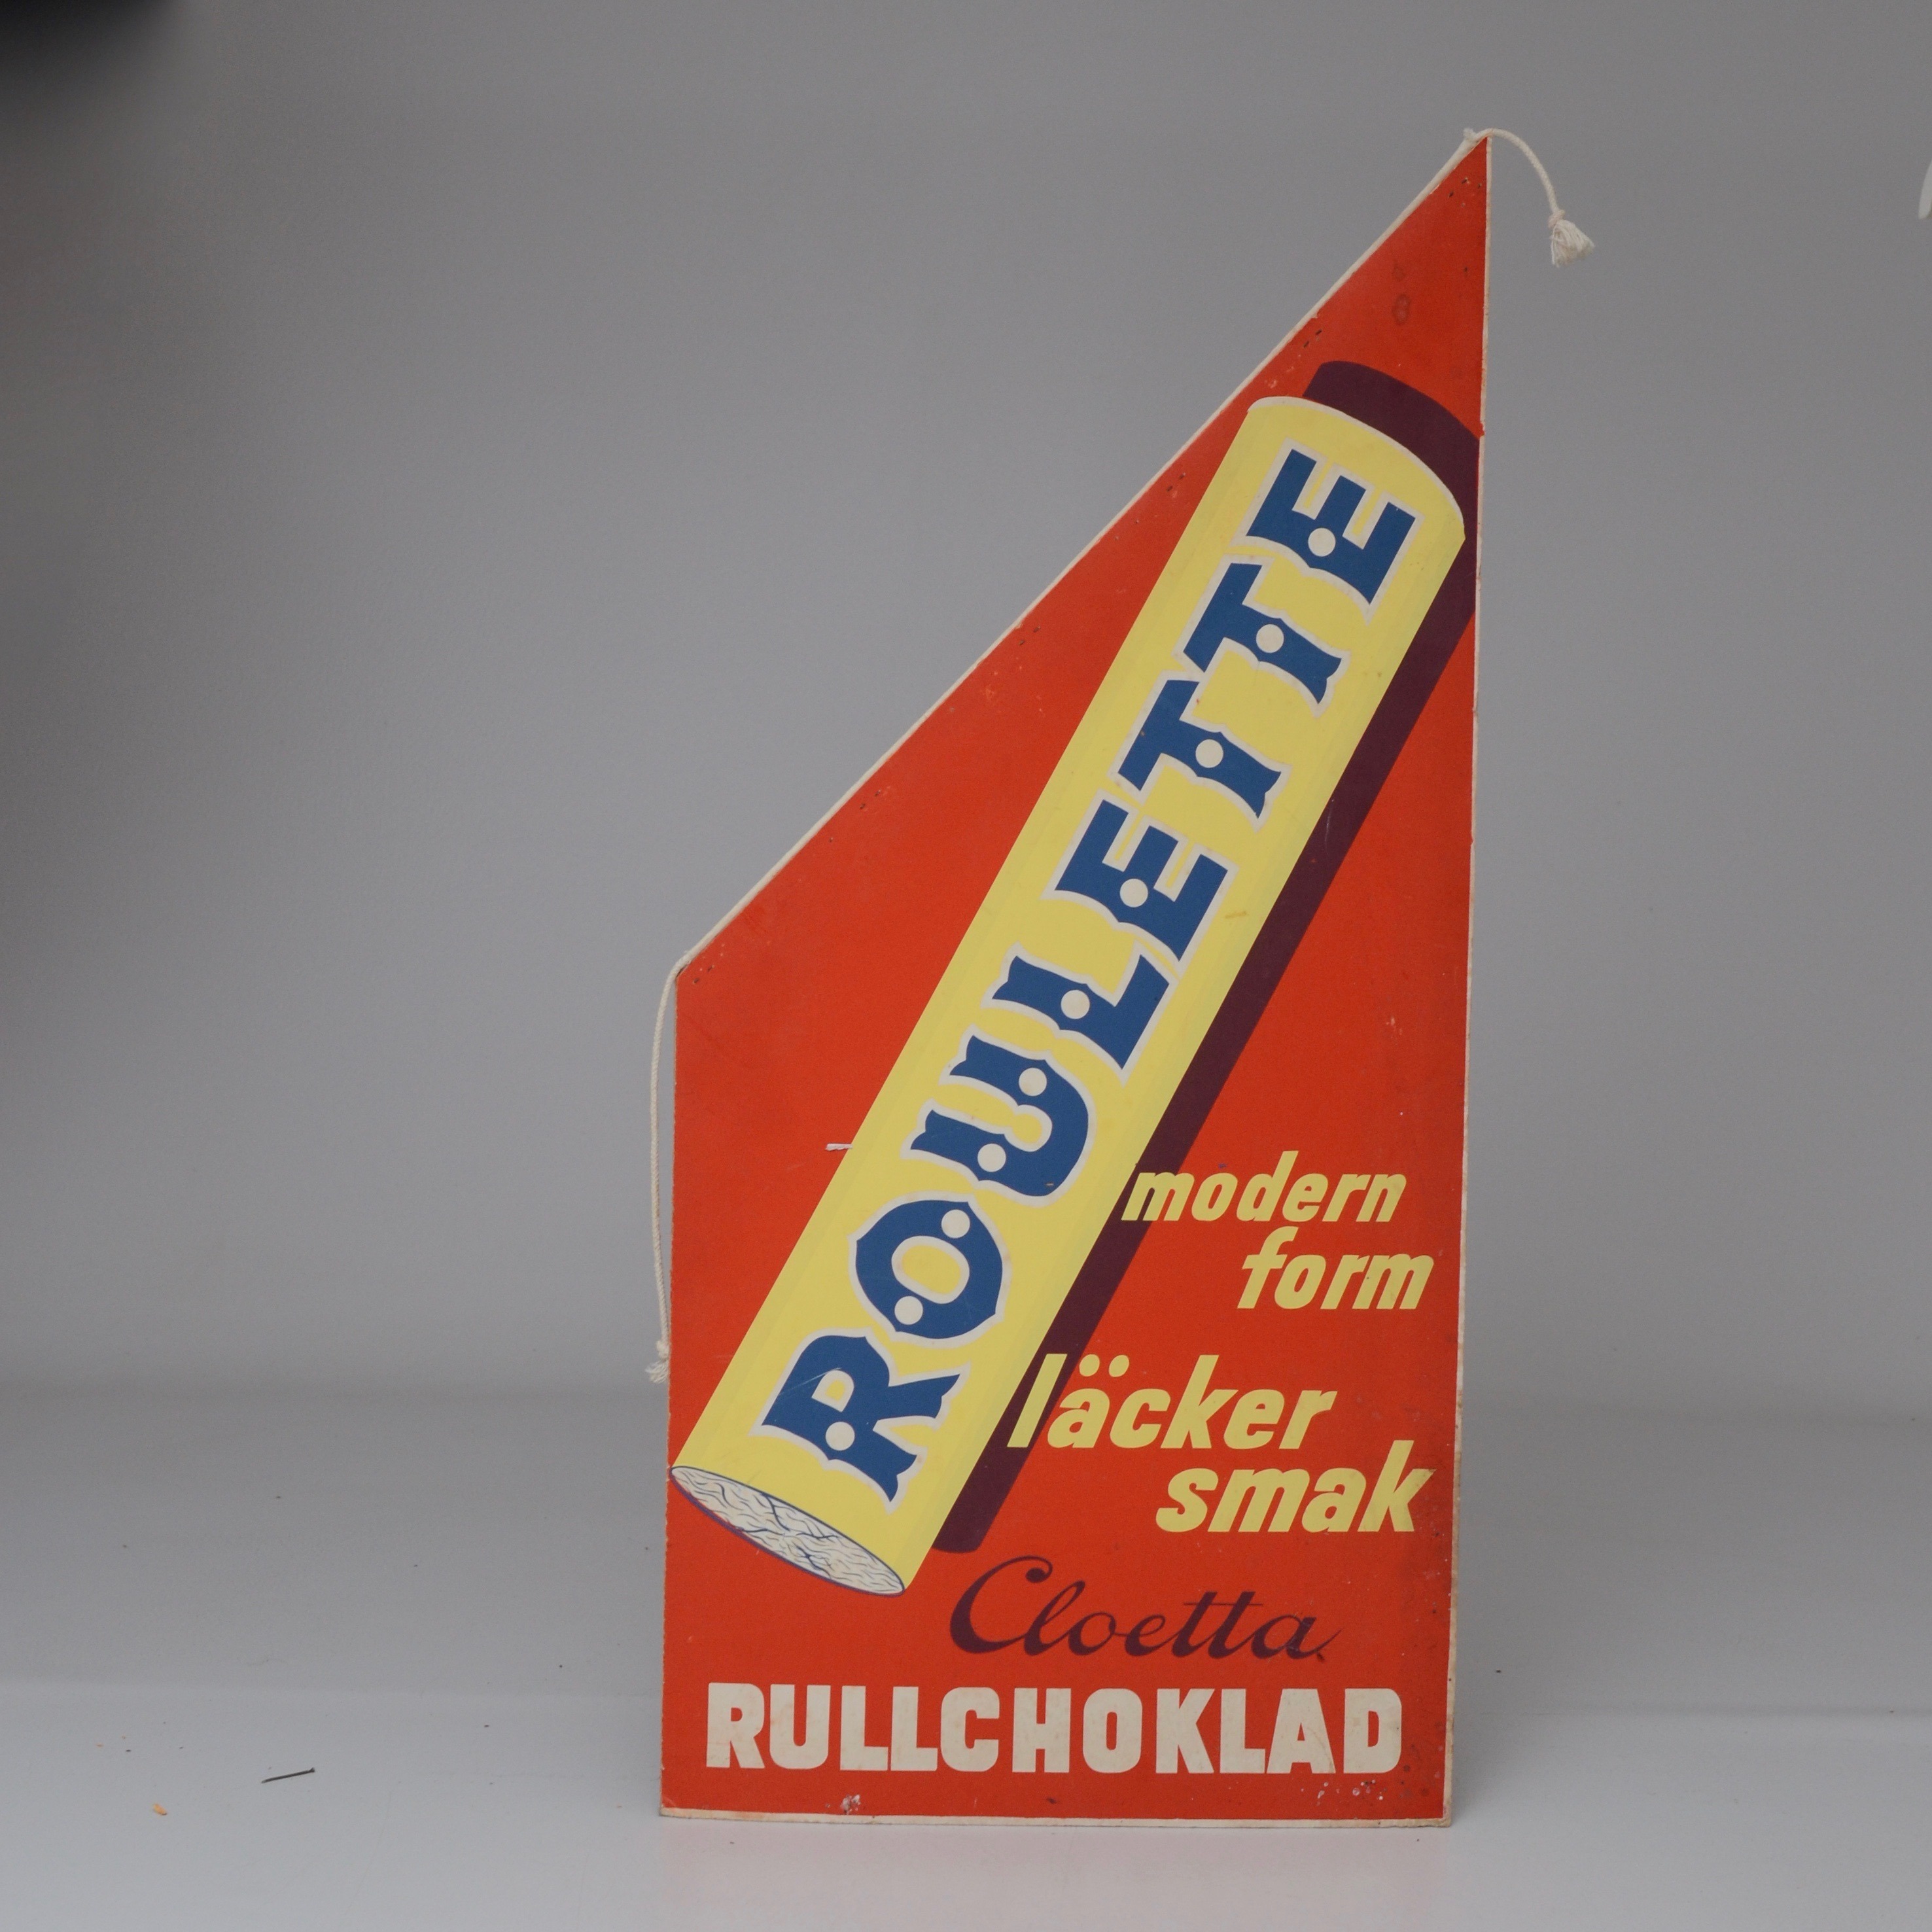 ROULETTE
modern
form
läcker
smak
Cloetta
RULLCHOKLAD